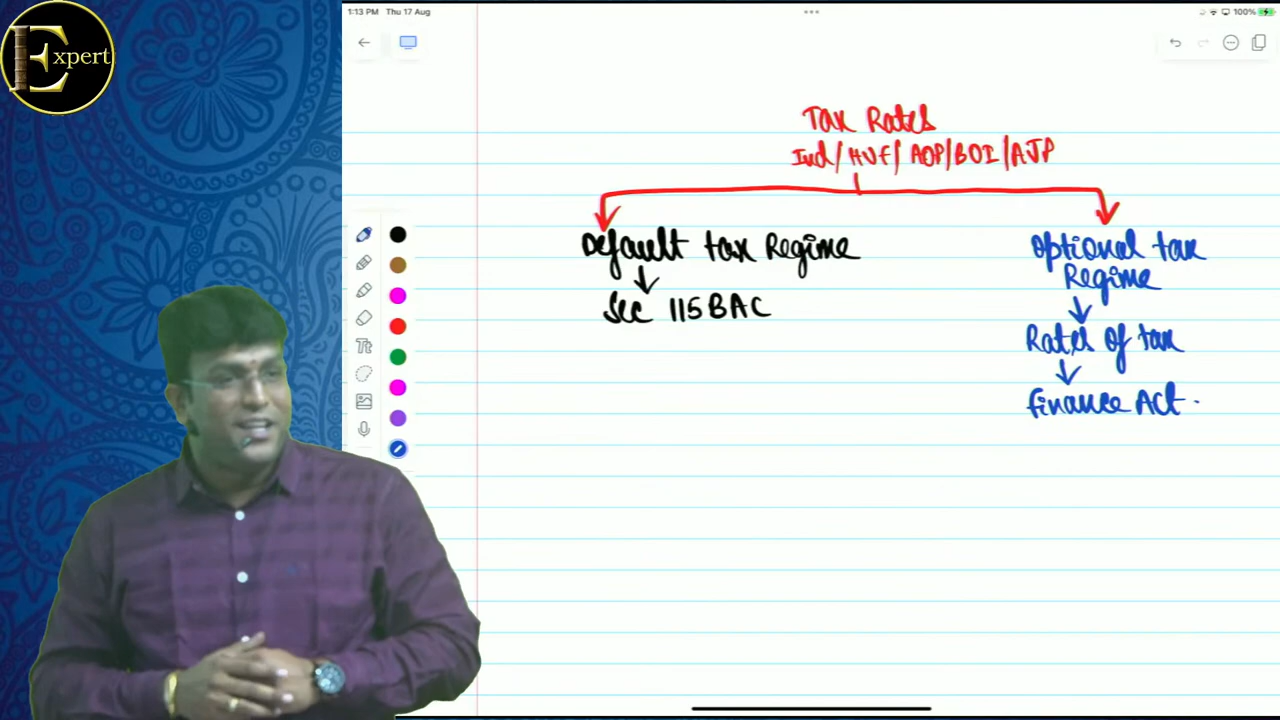 Expert
1:13 PM Thu 17 Aug
100%
Tax Rates
Ind/HUF/AOP/BOI/AJP
Default tax Regime
Sec 115BAC
Optional tax
Regime
Rates of tax
Finance Act.
Tt